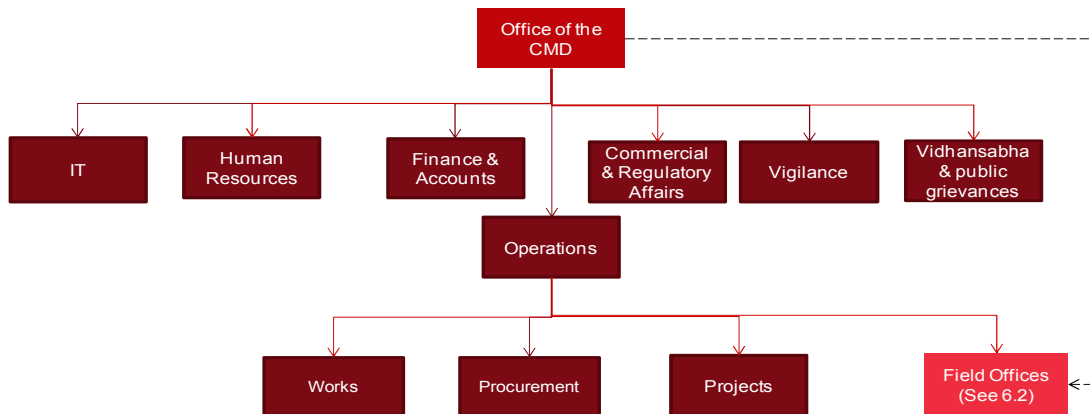 Office of the
CMD
IT
Human
Resources
Finance &
Accounts
Commercial
& Regulatory
Affairs
Vigilance
Vidhansabha
& public
grievances
Operations
Works
Procurement
Projects
Field Offices
(See 6.2)